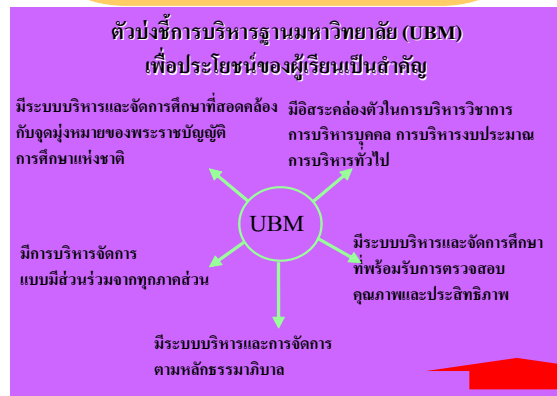 ตัวบ่งชี้การบริหารฐานมหาวิทยาลัย (UBM)
เพื่อประโยชน์ของผู้เรียนเป็นสำคัญ
มีระบบบริหารและจัดการศึกษาที่สอดคล้อง
กับจุดมุ่งหมายของพระราชบัญญัติ
การศึกษาแห่งชาติ
มีอิสระคล่องตัวในการบริหารวิชาการ
การบริหารบุคคล การบริหารงบประมาณ
การบริหารทั่วไป
UBM
มีการบริหารจัดการ
แบบมีส่วนร่วมจากทุกภาคส่วน
มีระบบบริหารและจัดการศึกษา
ที่พร้อมรับการตรวจสอบ
คุณภาพและประสิทธิภาพ
มีระบบบริหารและการจัดการ
ตามหลักธรรมาภิบาล